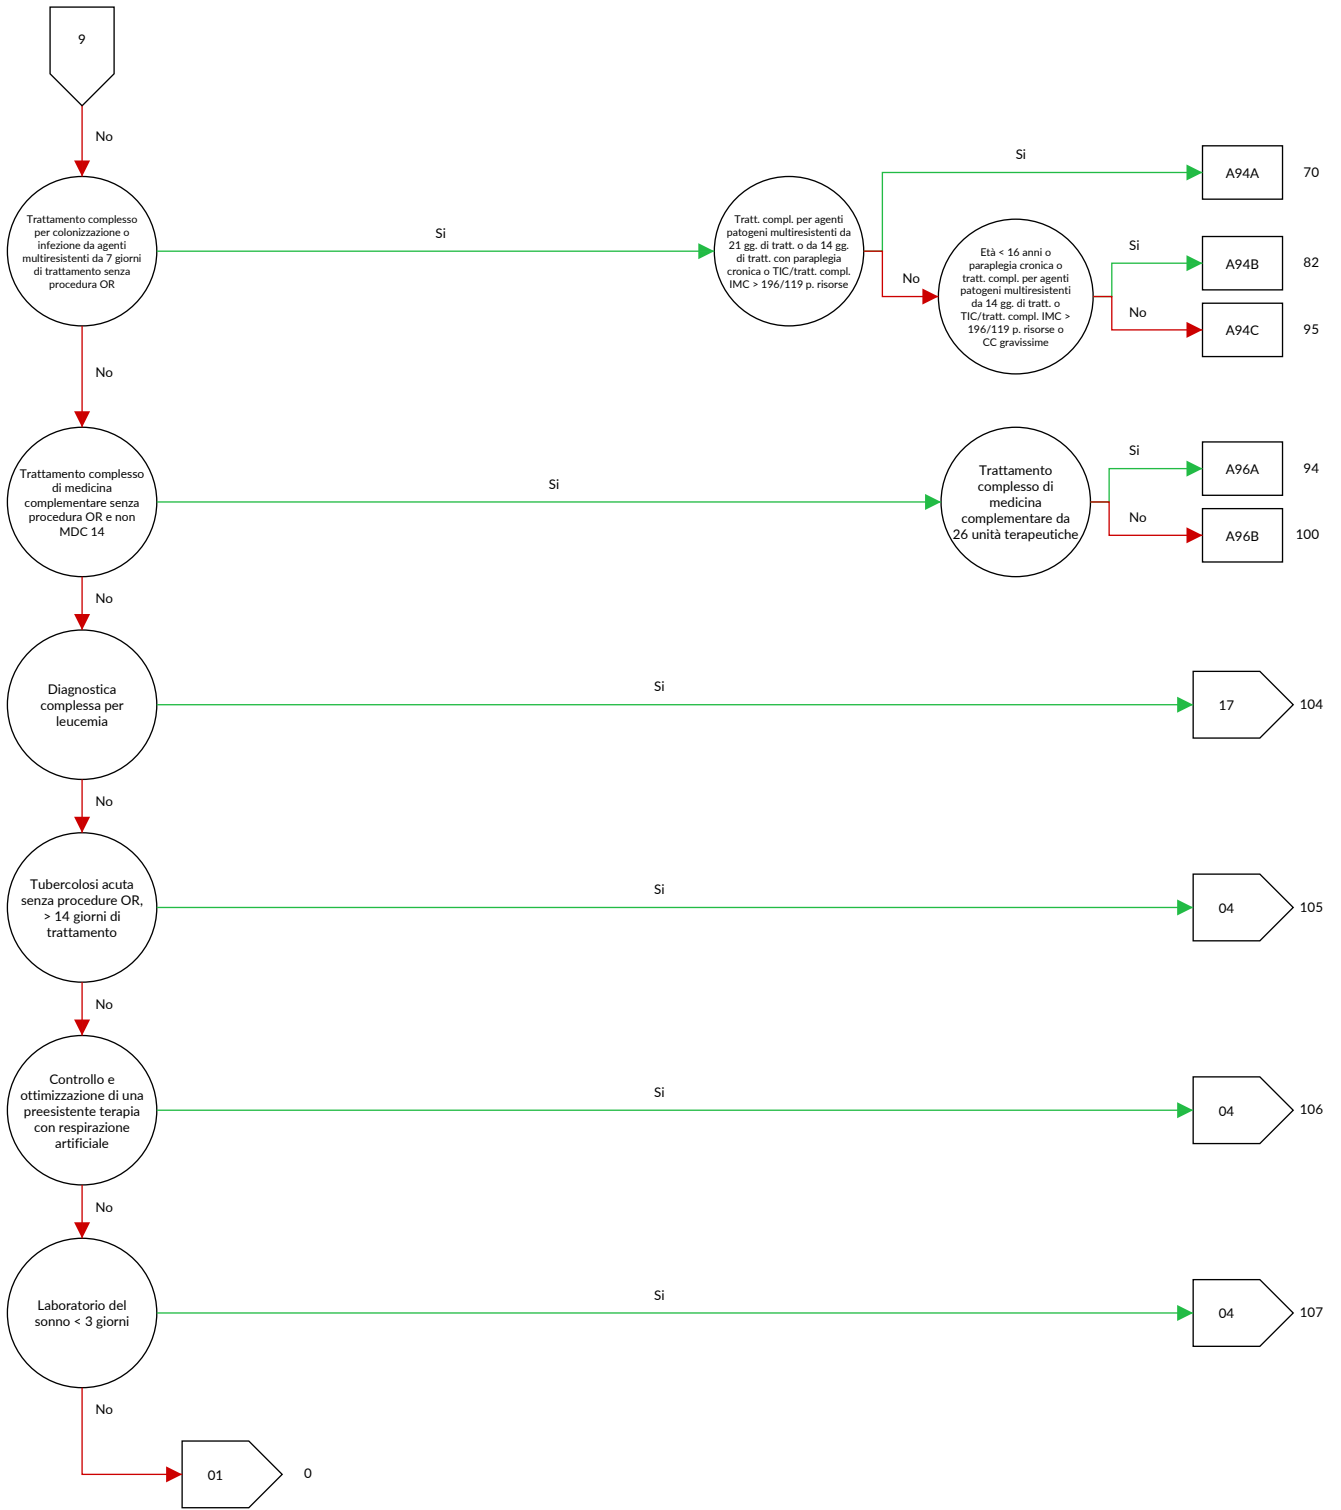 9
No
Trattamento complesso
per colonizzazione o
infezione da agenti
multiresistenti da 7 giorni
di trattamento senza
procedura OR
Si
Tratt. compl. per agenti
patogeni multiresistenti da
21 gg. di tratt. o da 14 gg.
di tratt. con paraplegia
cronica o TIC/tratt. compl.
IMC > 196/119 p. risorse
Si
A94A
70
No
Età < 16 anni o
paraplegia cronica o
tratt. compl. per agenti
patogeni multiresistenti
da 14 gg. di tratt. o
TIC/tratt. compl. IMC >
196/119 p. risorse o
CC gravissime
Si
A94B
82
No
A94C
95
No
Trattamento complesso
di medicina
complementare senza
procedura OR e non
MDC 14
Si
Trattamento
complesso di
medicina
complementare da
26 unità terapeutiche
Si
A96A
94
No
A96B
100
No
Diagnostica
complessa per
leucemia
Si
17
104
No
Tubercolosi acuta
senza procedure OR,
> 14 giorni di
trattamento
Si
04
105
No
Controllo e
ottimizzazione di una
preesistente terapia
con respirazione
artificiale
Si
04
106
No
Laboratorio del
sonno < 3 giorni
Si
04
107
No
01
0